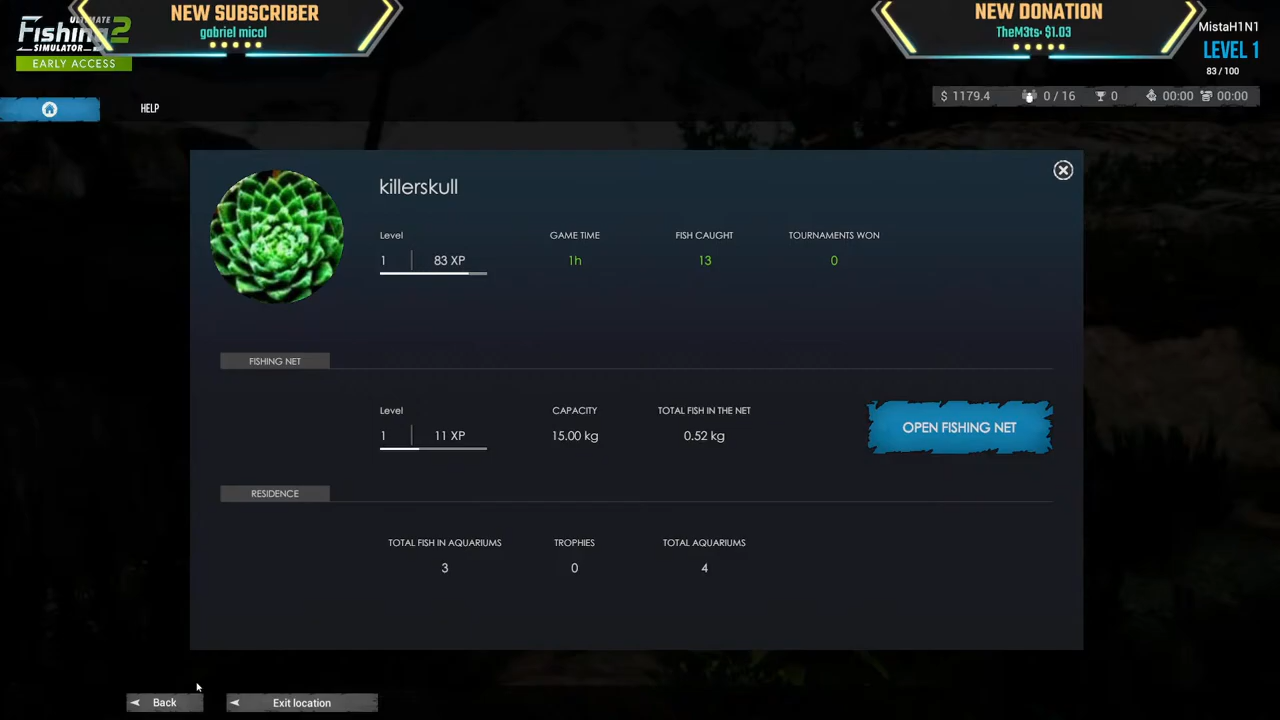 NEW SUBSCRIBER
gabriel micol
NEW DONATION
TheM3ts• $1.03
ULTIMATE
Fishing 2
SIMULATOR
EARLY ACCESS
MistaH1N1
LEVEL 1
83 / 100
$ 1179.4 0 / 16 0 00:00 00:00
HELP
killerskull
Level GAME TIME FISH CAUGHT TOURNAMENTS WON
1 83 XP 1h 13 0
FISHING NET
Level CAPACITY TOTAL FISH IN THE NET
1 11 XP 15.00 kg 0.52 kg
OPEN FISHING NET
RESIDENCE
TOTAL FISH IN AQUARIUMS TROPHIES TOTAL AQUARIUMS
3 0 4
Back Exit location